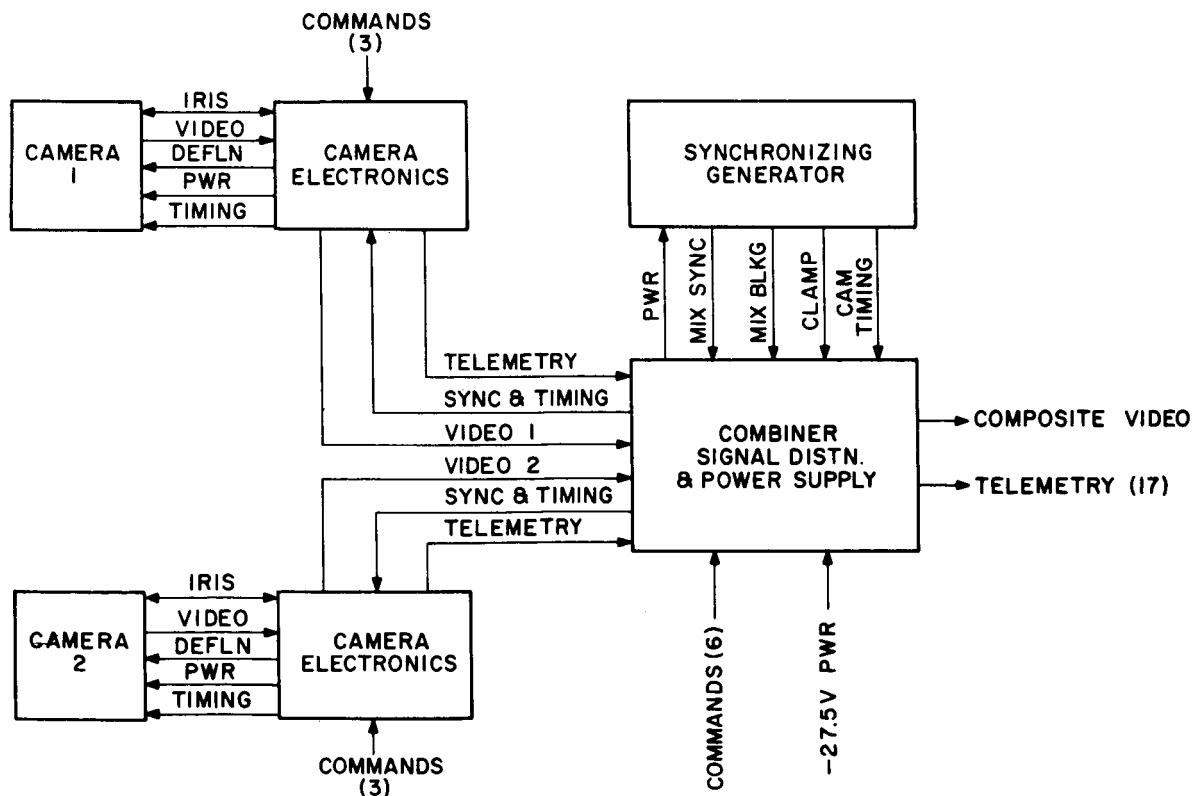 COMMANDS
(3)
IRIS
VIDEO
DEFLN
PWR
TIMING
CAMERA
1
CAMERA
ELECTRONICS
SYNCHRONIZING
GENERATOR
PWR
MIX SYNC
MIX BLKG
CLAMP
CAM
TIMING
TELEMETRY
SYNC & TIMING
VIDEO 1
VIDEO 2
SYNC & TIMING
TELEMETRY
COMBINER
SIGNAL DISTN.
& POWER SUPPLY
COMPOSITE VIDEO
TELEMETRY (17)
IRIS
VIDEO
DEFLN
PWR
TIMING
CAMERA
2
CAMERA
ELECTRONICS
COMMANDS
(3)
COMMANDS (6)
-27.5V PWR